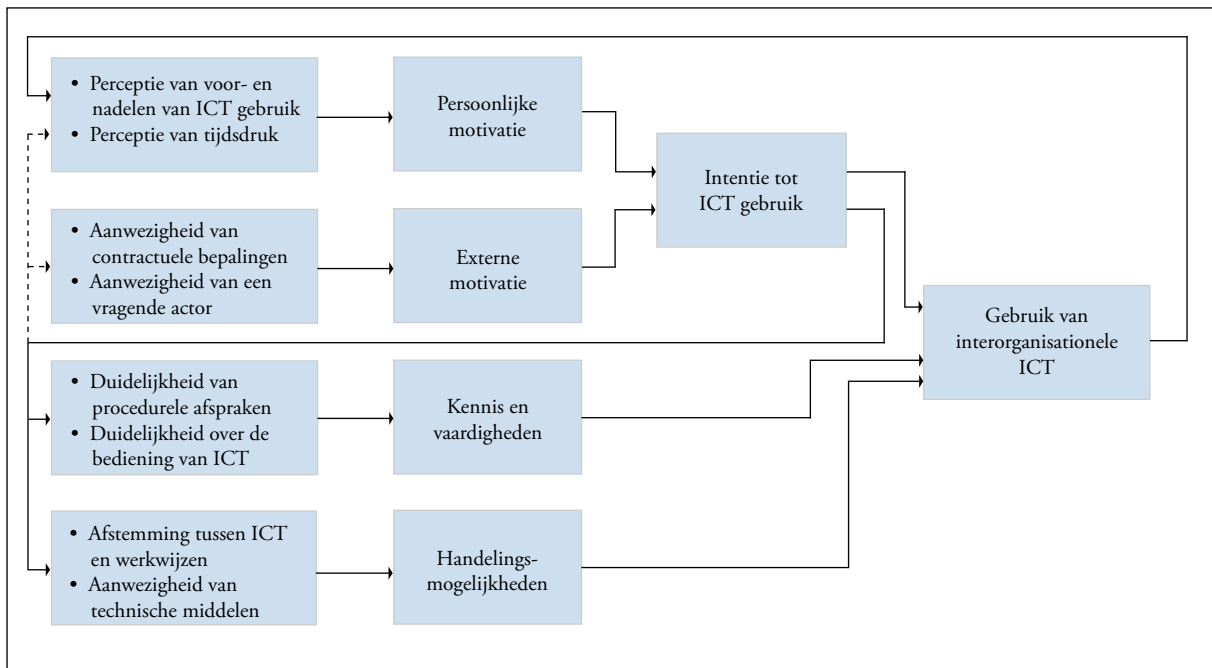 • Perceptie van voor- en
nadelen van ICT gebruik
• Perceptie van tijdsdruk
Persoonlijke
motivatie
• Aanwezigheid van
contractuele bepalingen
• Aanwezigheid van een
vragende actor
Externe
motivatie
Intentie tot
ICT gebruik
Gebruik van
interorganisationele
ICT
• Duidelijkheid van
procedurele afspraken
• Duidelijkheid over de
bediening van ICT
Kennis en
vaardigheden
• Afstemming tussen ICT
en werkwijzen
• Aanwezigheid van
technische middelen
Handelings-
mogelijkheden